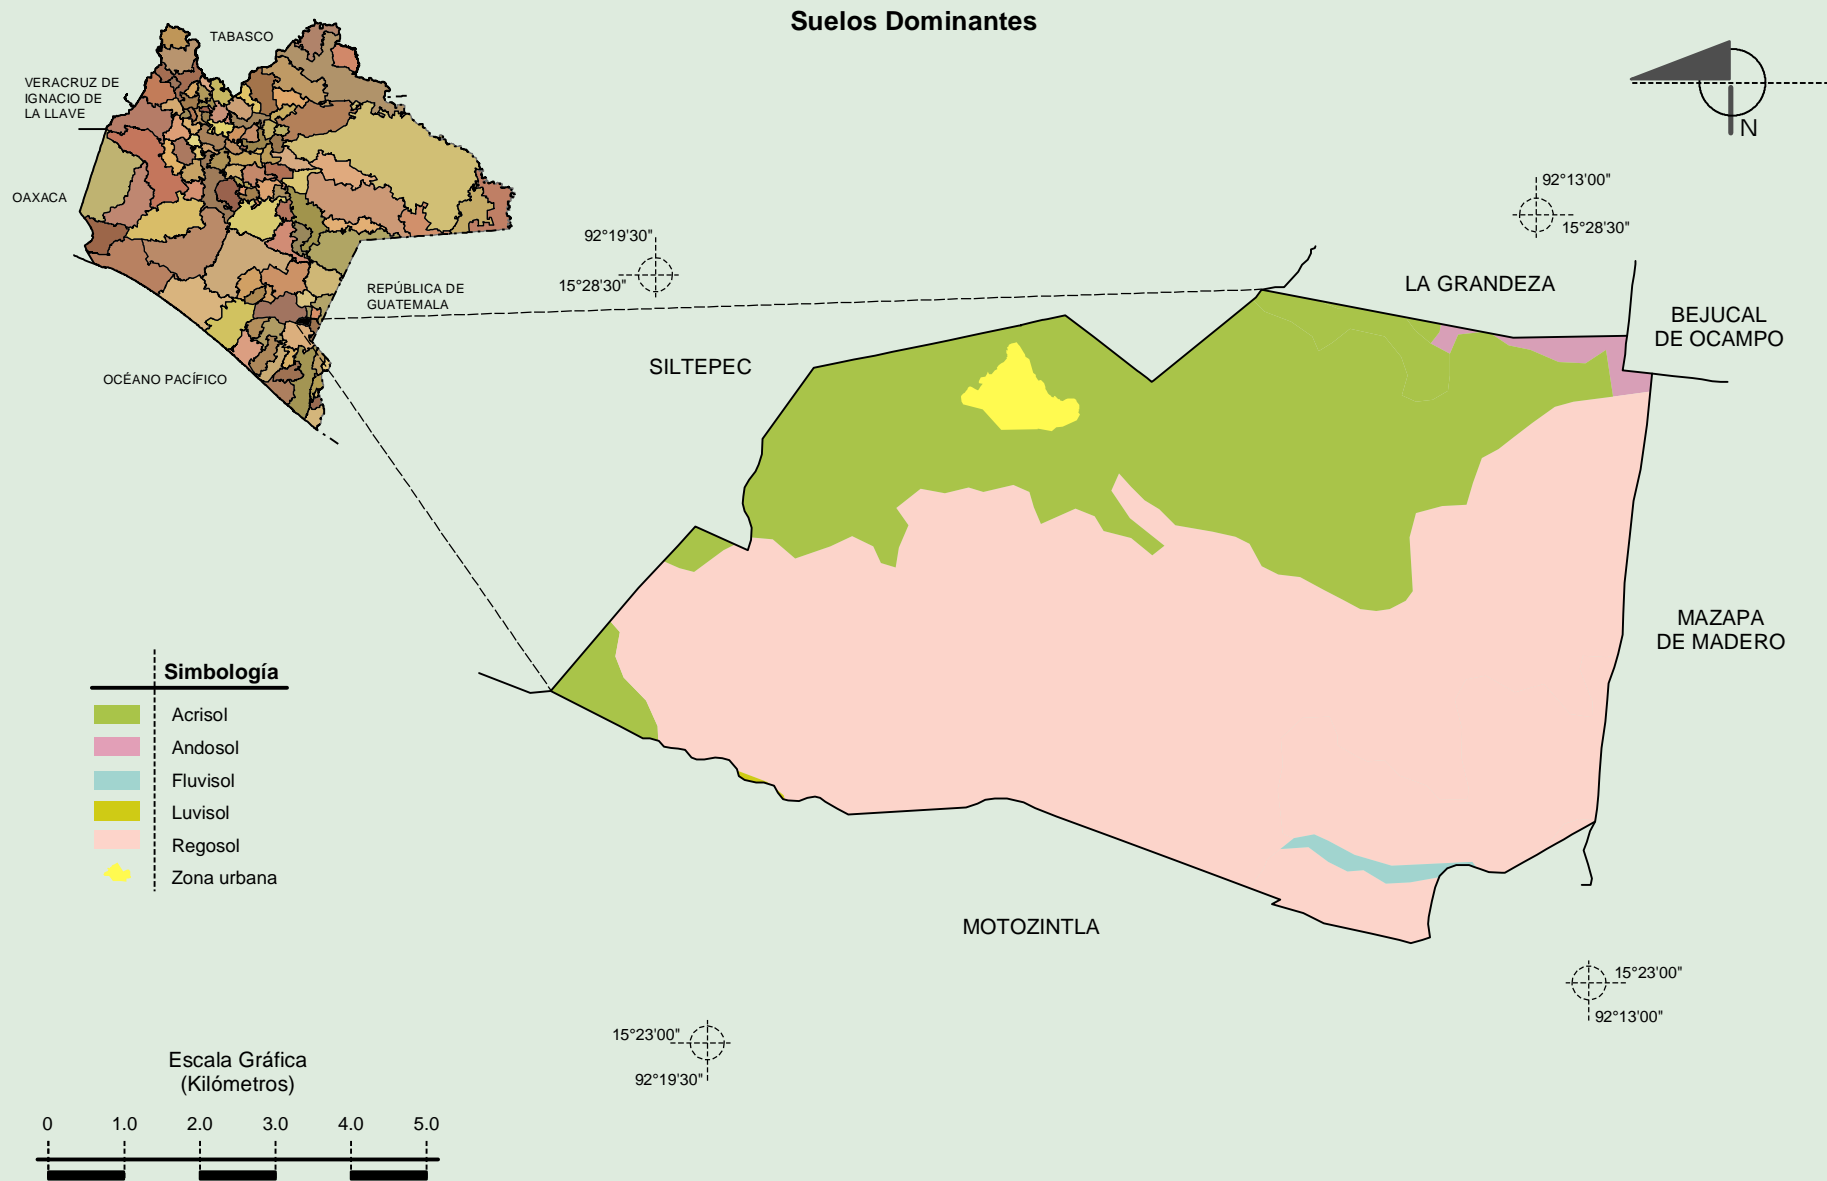 Suelos Dominantes
TABASCO
VERACRUZ DE
IGNACIO DE
LA LLAVE
OAXACA
REPÚBLICA DE
GUATEMALA
OCÉANO PACÍFICO
N
92°19'30"
15°28'30"
92°13'00"
15°28'30"
LA GRANDEZA
BEJUCAL
DE OCAMPO
SILTEPEC
MAZAPA
DE MADERO
MOTOZINTLA
Simbología
Acrisol
Andosol
Fluvisol
Luvisol
Regosol
Zona urbana
15°23'00"
92°13'00"
15°23'00"
92°19'30"
Escala Gráfica
(Kilómetros)
0 1.0 2.0 3.0 4.0 5.0